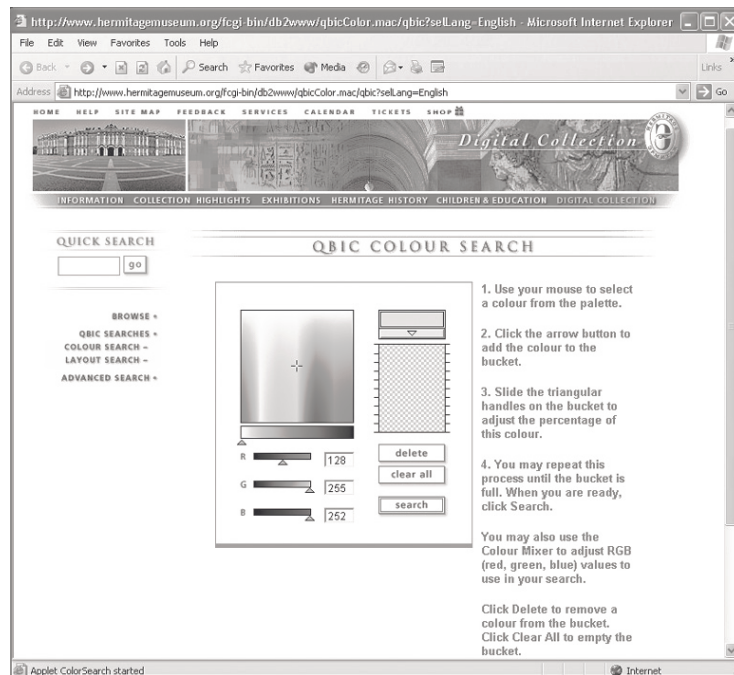 http://www.hermitagemuseum.org/fcgi-bin/db2www/qbicColor.mac/qbic?selLang=English - Microsoft Internet Explorer
File Edit View Favorites Tools Help
Back Search Favorites Media
Links »
Address http://www.hermitagemuseum.org/fcgi-bin/db2www/qbicColor.mac/qbic?selLang=English Go
HOME HELP SITE MAP FEEDBACK SERVICES CALENDAR TICKETS SHOP
Digital Collection
INFORMATION COLLECTION HIGHLIGHTS EXHIBITIONS HERMITAGE HISTORY CHILDREN & EDUCATION DIGITAL COLLECTION
QUICK SEARCH
go
BROWSE
QBIC SEARCHES
COLOUR SEARCH
LAYOUT SEARCH
ADVANCED SEARCH
QBIC COLOUR SEARCH
R 128
G 255
B 252
delete
clear all
search
1. Use your mouse to select
a colour from the palette.
2. Click the arrow button to
add the colour to the
bucket.
3. Slide the triangular
handles on the bucket to
adjust the percentage of
this colour.
4. You may repeat this
process until the bucket is
full. When you are ready,
click Search.
You may also use the
Colour Mixer to adjust RGB
(red, green, blue) values to
use in your search.
Click Delete to remove a
colour from the bucket.
Click Clear All to empty the
bucket.
Applet ColorSearch started
Internet